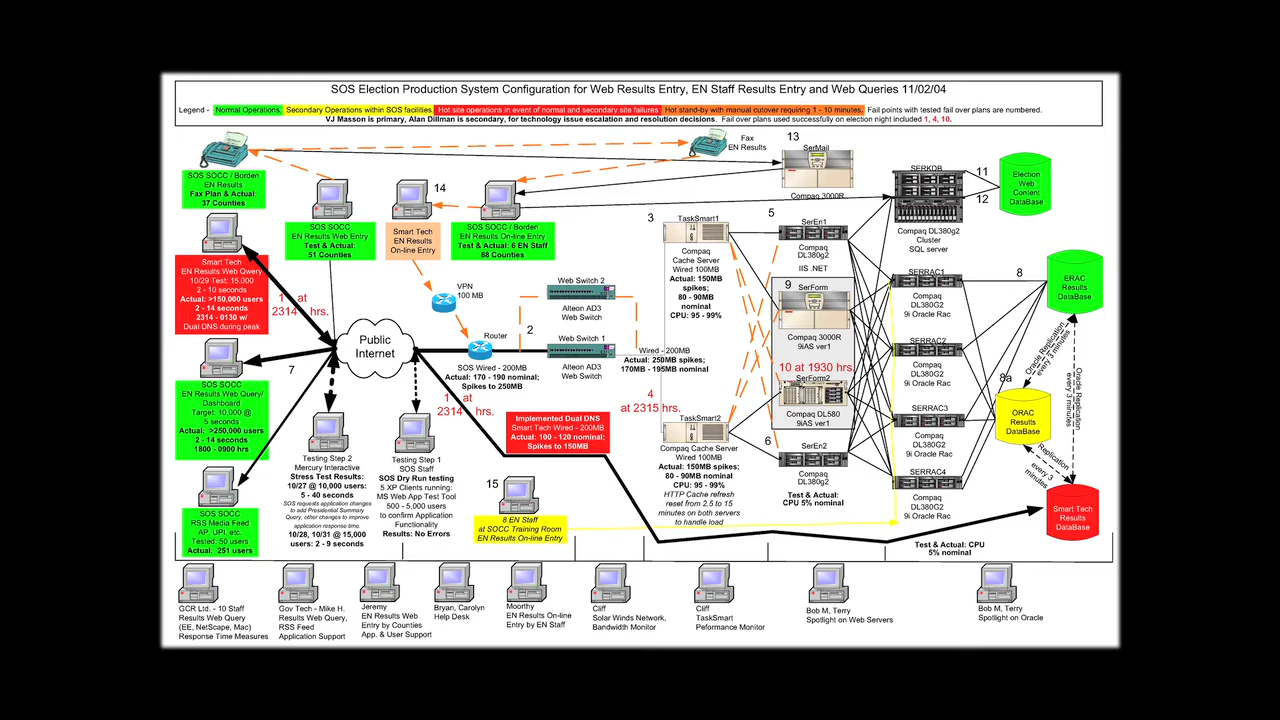 SOS Election Production System Configuration for Web Results Entry, EN Staff Results Entry and Web Queries 11/02/04
Legend - Normal Operations, Secondary Operations within SOS facilities, Hot site operations in event of normal and secondary site failures Hot stand-by with manual cutover requiring 1 - 10 minutes, Fail points with tested fail over plans are numbered.
VJ Masson is primary, Alan Dillman is secondary, for technology issue escalation and resolution decisions. Fail over plans used successfully on election night included 1, 4, 10.
SOS SOCC / Borden
EN Results
Fax Plan & Actual:
37 Counties
SOS SOCC
EN Results Web Entry
Test & Actual:
51 Counties
14
Smart Tech
EN Results
On-line Entry
SOS SOCC / Borden
EN Results On-line Entry
Test & Actual: 6 EN Staff
88 Counties
Fax
EN Results
13
SerMail
Compaq 3000R
SERKDB
11
12
Compaq DL380g2
Cluster
SQL server
Election
Web
Content
DataBase
Smart Tech
EN Results Web Qwery
10/29 Test: 15,000
2 - 10 seconds
Actual: >150,000 users
2 - 14 seconds
2314 - 0130 w/
Dual DNS during peak
1 at
2314 hrs.
VPN
100 MB
Web Switch 2
Alteon AD3
Web Switch
3
TaskSmart1
Compaq
Cache Server
Wired 100MB
Actual: 150MB
spikes;
80 - 90MB
nominal
CPU: 95 - 99%
5
SerEn1
Compaq
DL380g2
IIS .NET
9
SerForm
Compaq 3000R
9iAS ver1
SERRAC1
Compaq
DL380G2
9i Oracle Rac
8
ERAC
Results
DataBase
Public
Internet
Router
2
Web Switch 1
Alteon AD3
Web Switch
SOS Wired - 200MB
Actual: 170 - 190 nominal;
Spikes to 250MB
Wired - 200MB
Actual: 250MB spikes;
170MB - 195MB nominal
10 at 1930 hrs.
SerForm2
Compaq DL580
9iAS ver1
SERRAC2
Compaq
DL380G2
9i Oracle Rac
Oracle Replication
every 3 minutes
Oracle Replication
every 3 minutes
7
SOS SOCC
EN Results Web Query/
Dashboard
Target: 10,000 @
5 seconds
Actual: >250,000 users
2 - 14 seconds
1800 - 0900 hrs
1 at
2314 hrs.
4
at 2315 hrs.
Implemented Dual DNS
Smart Tech Wired - 200MB
Actual: 100 - 120 nominal;
Spikes to 150MB
TaskSmart2
Compaq Cache Server
Wired 100MB
Actual: 150MB spikes;
80 - 90MB nominal
CPU: 95 - 99%
HTTP Cache refresh
reset from 2.5 to 15
minutes on both servers
to handle load
6
SerEn2
Compaq
DL380g2
Test & Actual:
CPU 5% nominal
SERRAC3
Compaq
DL380G2
9i Oracle Rac
8a
ORAC
Results
DataBase
Replication
every 3
minutes
Testing Step 2
Mercury Interactive
Stress Test Results:
10/27 @ 10,000 users:
5 - 40 seconds
SOS requests application changes
to add Presidential Summary
Query, other changes to improve
application response time.
10/28, 10/31 @ 15,000
users: 2 - 9 seconds
Testing Step 1
SOS Staff
SOS Dry Run testing
5 XP Clients running:
MS Web App Test Tool
500 - 5,000 users
to confirm Application
Functionality
Results: No Errors
15
8 EN Staff
at SOCC Training Room
EN Results On-line Entry
SERRAC4
Compaq
DL380G2
9i Oracle Rac
Smart Tech
Results
DataBase
SOS SOCC
RSS Media Feed
AP, UPI, etc.
Tested: 50 users
Actual: 251 users
Test & Actual: CPU
5% nominal
GCR Ltd. - 10 Staff
Results Web Query
(EE, NetScape, Mac)
Response Time Measures
Gov Tech - Mike H.
Results Web Query,
RSS Feed
Application Support
Jeremy
EN Results Web
Entry by Counties
App. & User Support
Bryan, Carolyn
Help Desk
Moorthy
EN Results On-line
Entry by EN Staff
Cliff
Solar Winds Network,
Bandwidth Monitor
Cliff
TaskSmart
Peformance Monitor
Bob M, Terry
Spotlight on Web Servers
Bob M, Terry
Spotlight on Oracle